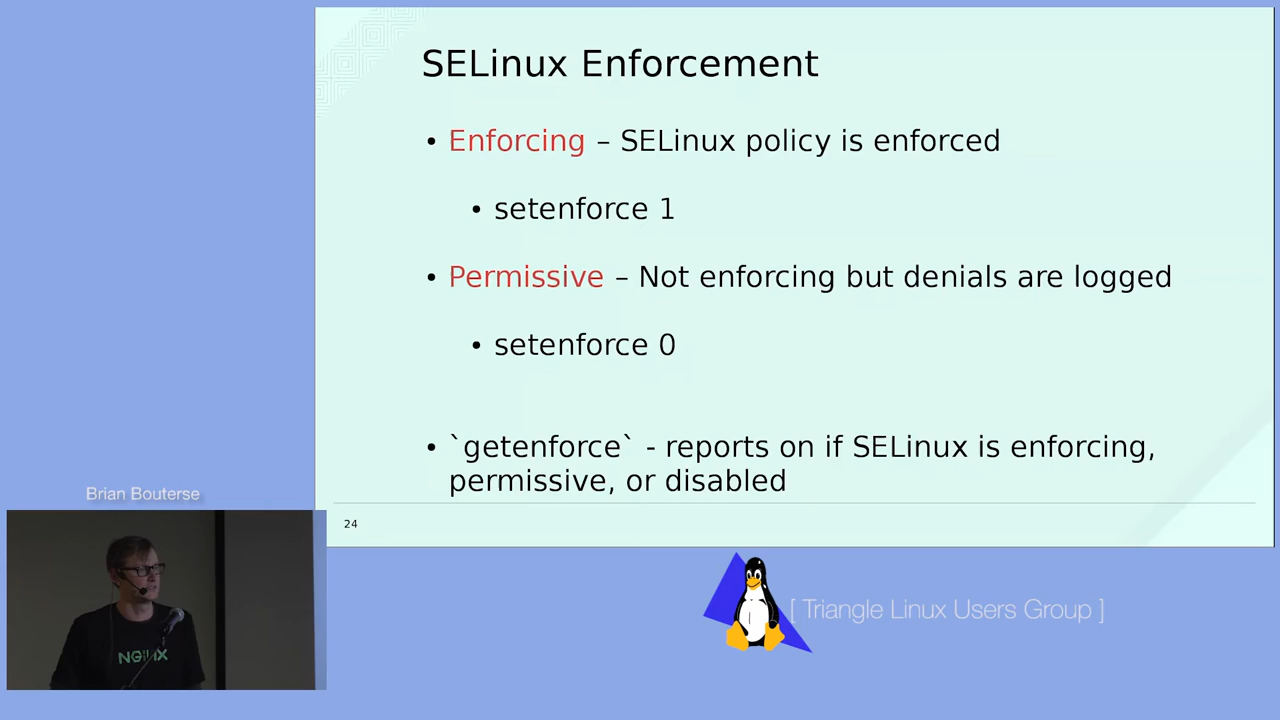 SELinux Enforcement
• Enforcing – SELinux policy is enforced
• setenforce 1
• Permissive – Not enforcing but denials are logged
• setenforce 0
• `getenforce` - reports on if SELinux is enforcing,
permissive, or disabled
24
Brian Bouterse
NGINX
[ Triangle Linux Users Group ]